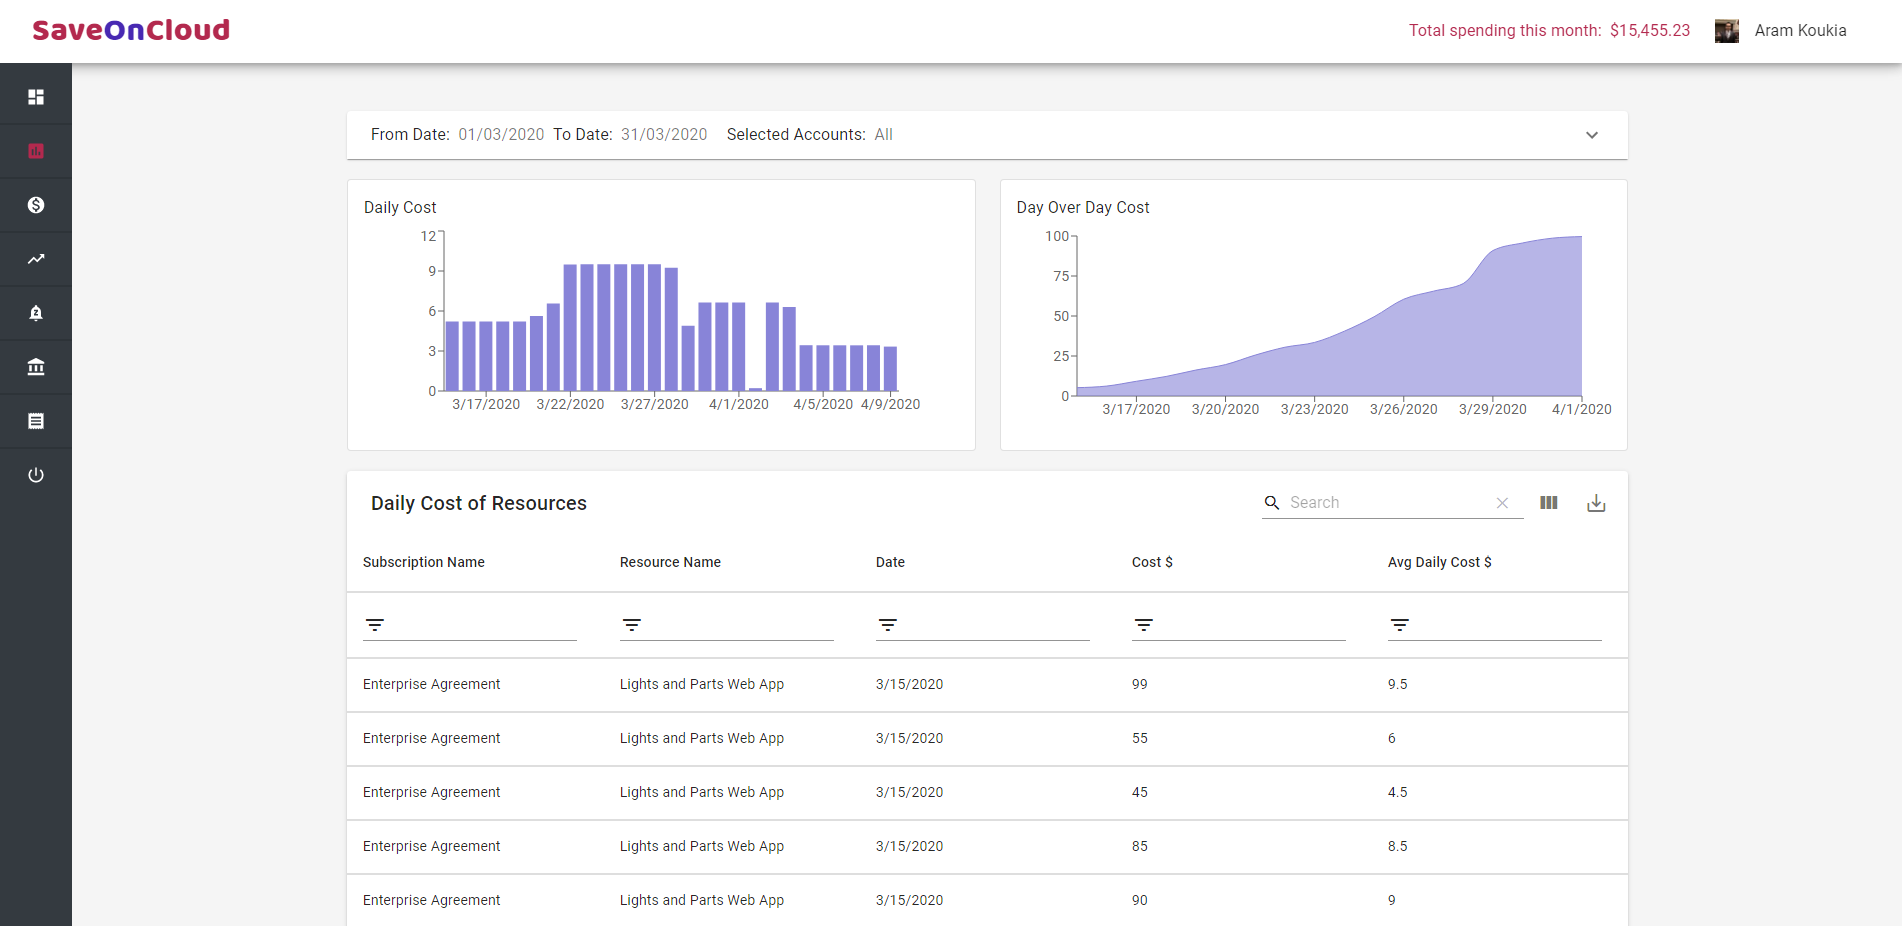 SaveOnCloud
Total spending this month: $15,455.23 Aram Koukia
From Date: 01/03/2020 To Date: 31/03/2020 Selected Accounts: All
Daily Cost
12
9
6
3
0
3/17/2020 3/22/2020 3/27/2020 4/1/2020 4/5/2020 4/9/2020
Day Over Day Cost
100
75
50
25
0
3/17/2020 3/20/2020 3/23/2020 3/26/2020 3/29/2020 4/1/2020
Daily Cost of Resources
Search
Subscription Name Resource Name Date Cost $ Avg Daily Cost $
Enterprise Agreement Lights and Parts Web App 3/15/2020 99 9.5
Enterprise Agreement Lights and Parts Web App 3/15/2020 55 6
Enterprise Agreement Lights and Parts Web App 3/15/2020 45 4.5
Enterprise Agreement Lights and Parts Web App 3/15/2020 85 8.5
Enterprise Agreement Lights and Parts Web App 3/15/2020 90 9